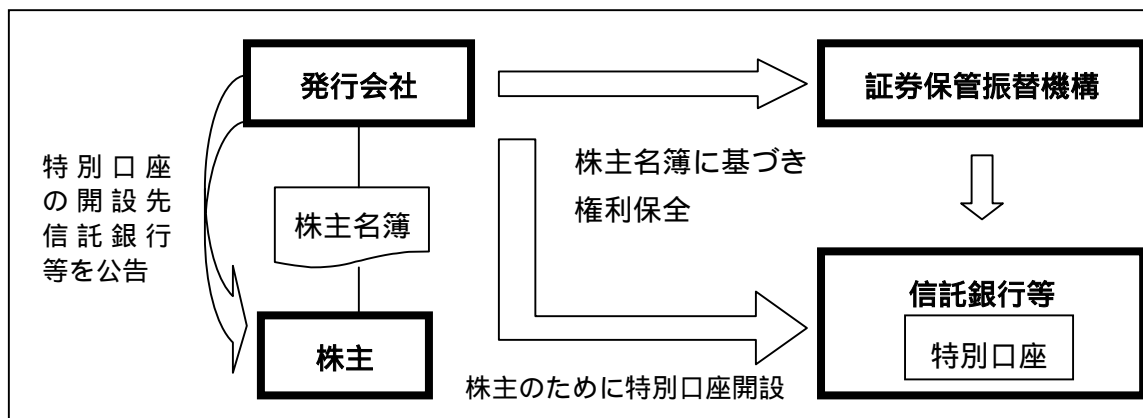 発行会社
証券保管振替機構
特別口座
の開設先
信託銀行
等を公告
株主名簿に基づき
権利保全
株主名簿
信託銀行等
特別口座
株主
株主のために特別口座開設